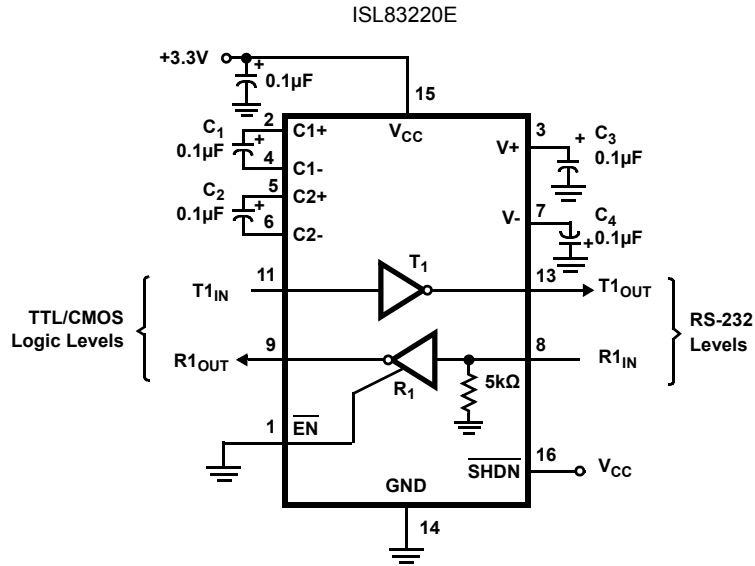 ISL83220E
+3.3V
+
0.1µF
15
2
C1+
VCC
3
C1
0.1µF
+
V+
+
C3
0.1µF
4
C1-
5
C2
0.1µF
+
C2+
7
V-
C4
0.1µF
+
6
C2-
T1
11
13
T1IN
T1OUT
TTL/CMOS
Logic Levels
RS-232
Levels
9
8
R1OUT
R1IN
5kΩ
R1
1
EN
16
SHDN
VCC
GND
14